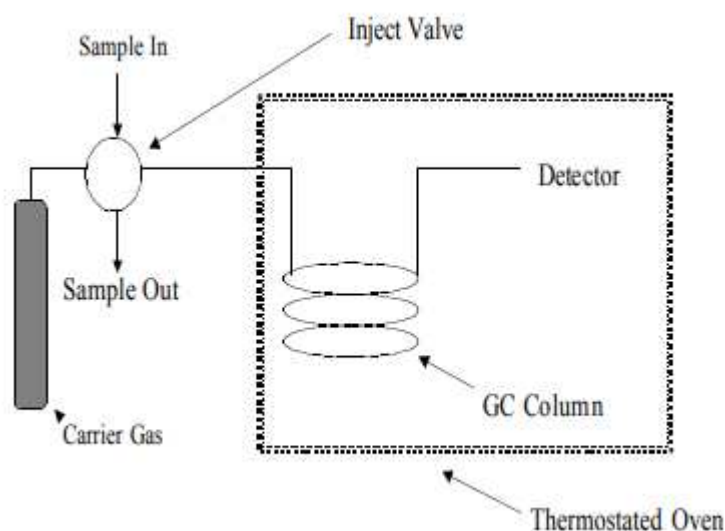 Inject Valve
Sample In
Detector
Sample Out
GC Column
Carrier Gas
Thermostated Oven